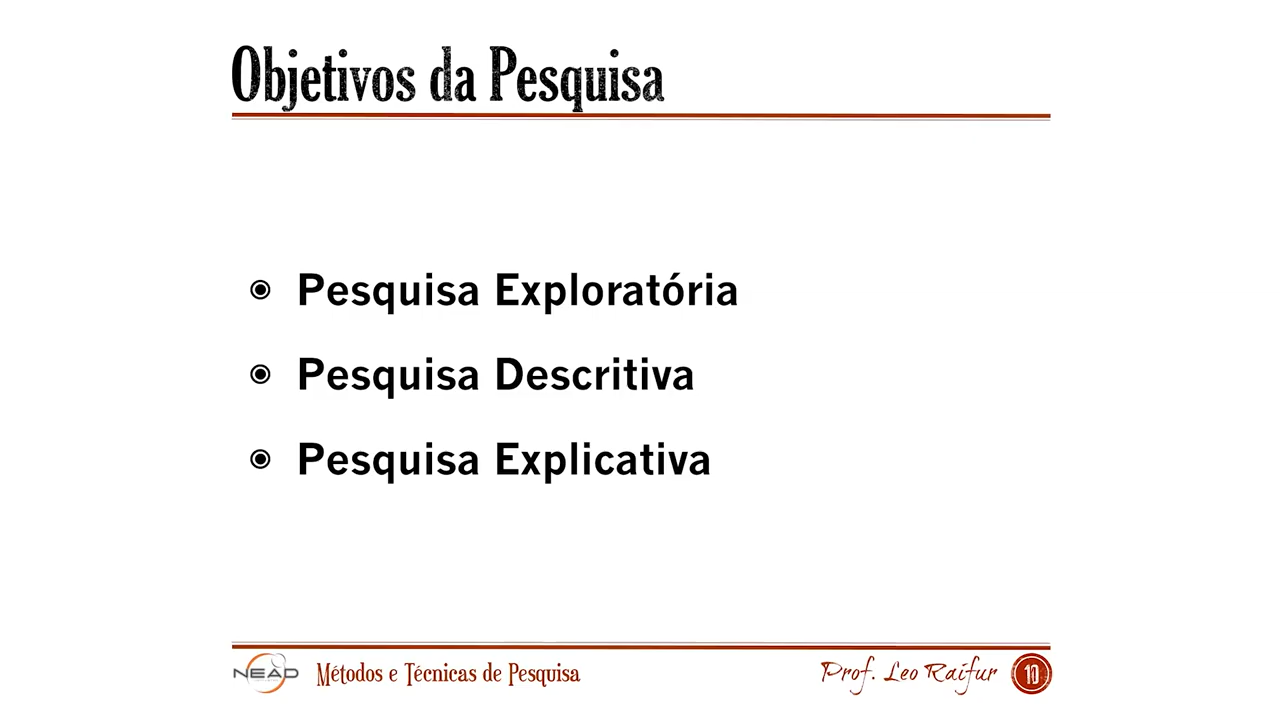 Objetivos da Pesquisa
Pesquisa Exploratória
Pesquisa Descritiva
Pesquisa Explicativa
NEAD
Métodos e Técnicas de Pesquisa
Prof. Leo Raifur
10